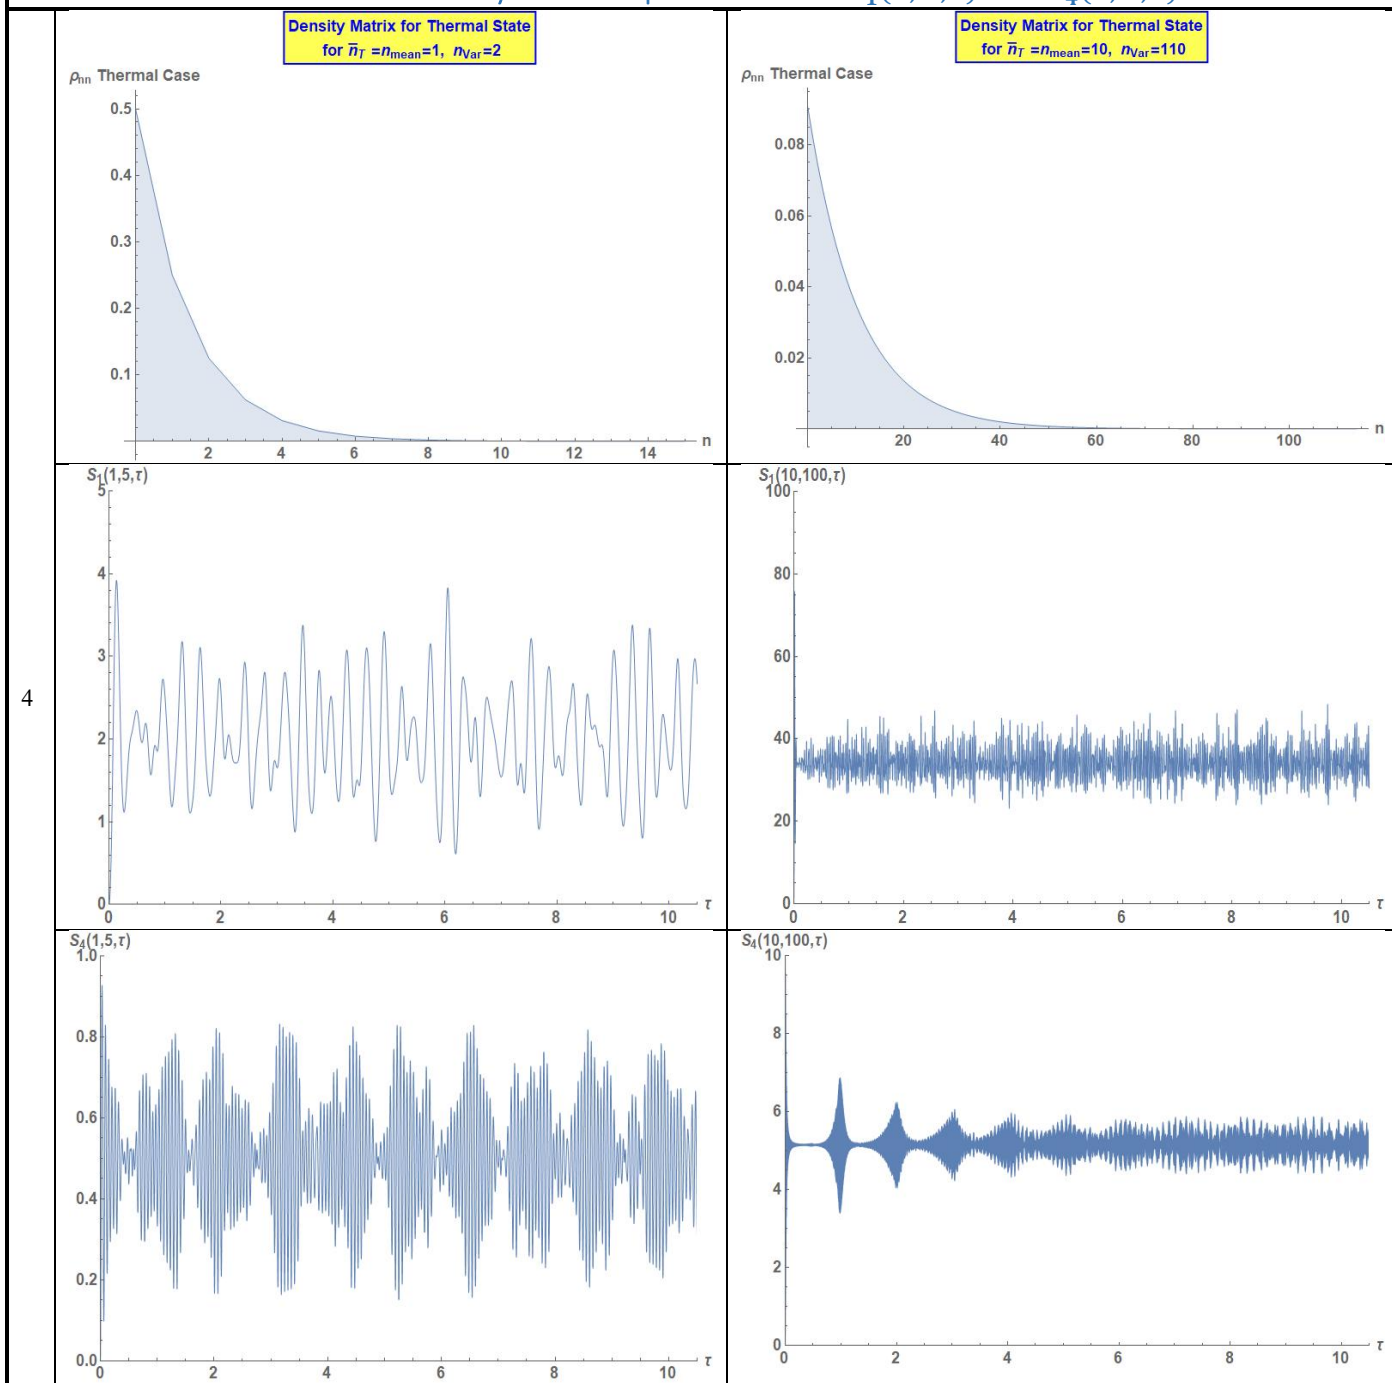 4
Density Matrix for Thermal State
for n̅T =nmean=1, nVar=2
ρnn Thermal Case
0.5
0.4
0.3
0.2
0.1
2 4 6 8 10 12 14 n
Density Matrix for Thermal State
for n̅T =nmean=10, nVar=110
ρnn Thermal Case
0.08
0.06
0.04
0.02
20 40 60 80 100 n
S1(1,5,τ)
5
4
3
2
1
0
0 2 4 6 8 10 τ
S1(10,100,τ)
100
80
60
40
20
0
0 2 4 6 8 10 τ
S4(1,5,τ)
1.0
0.8
0.6
0.4
0.2
0.0
0 2 4 6 8 10 τ
S4(10,100,τ)
10
8
6
4
2
0
0 2 4 6 8 10 τ